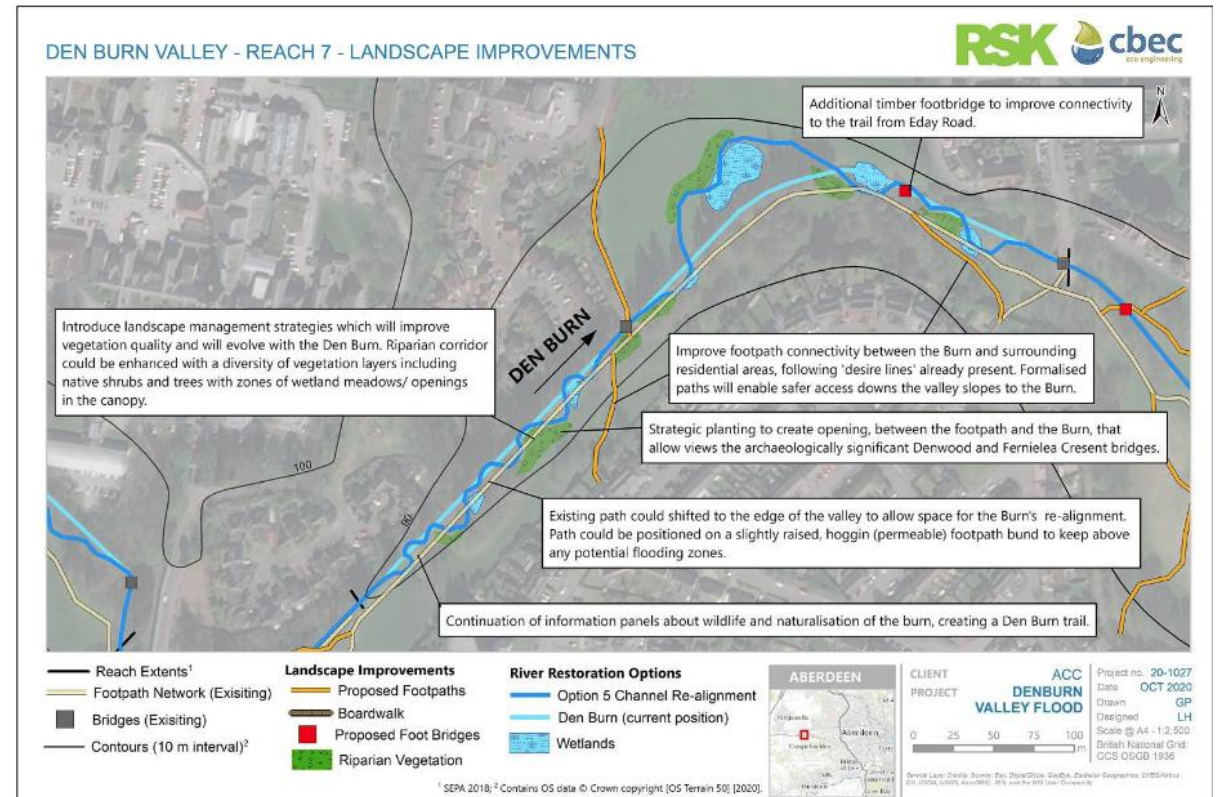 DEN BURN VALLEY - REACH 7 - LANDSCAPE IMPROVEMENTS
RSK
cbec
eco engineering
N
Additional timber footbridge to improve connectivity
to the trail from Eday Road.
Introduce landscape management strategies which will improve
vegetation quality and will evolve with the Den Burn. Riparian corridor
could be enhanced with a diversity of vegetation layers including
native shrubs and trees with zones of wetland meadows/ openings
in the canopy.
DEN BURN
Improve footpath connectivity between the Burn and surrounding
residential areas, following 'desire lines' already present. Formalised
paths will enable safer access down the valley slopes to the Burn.
Strategic planting to create opening, between the footpath and the Burn, that
allow views the archaeologically significant Denwood and Fernielea Cresent bridges.
100
90
Existing path could shifted to the edge of the valley to allow space for the Burn's re-alignment.
Path could be positioned on a slightly raised, hoggin (permeable) footpath bund to keep above
any potential flooding zones.
Continuation of information panels about wildlife and naturalisation of the burn, creating a Den Burn trail.
Reach Extents¹
Footpath Network (Exisiting)
Bridges (Exisiting)
Contours (10 m interval)²
Landscape Improvements
Proposed Footpaths
Boardwalk
Proposed Foot Bridges
Riparian Vegetation
River Restoration Options
Option 5 Channel Re-alignment
Den Burn (current position)
Wetlands
¹ SEPA 2018; ² Contains OS data © Crown copyright [OS Terrain 50] [2020].
ABERDEEN
Aberdeen
CLIENT ACC
PROJECT DENBURN
VALLEY FLOOD
0 25 50 75 100
m
Project no. 20-1027
Date OCT 2020
Drawn GP
Designed LH
Scale @ A4 - 1:2,500
British National Grid:
CCS OSGB 1936